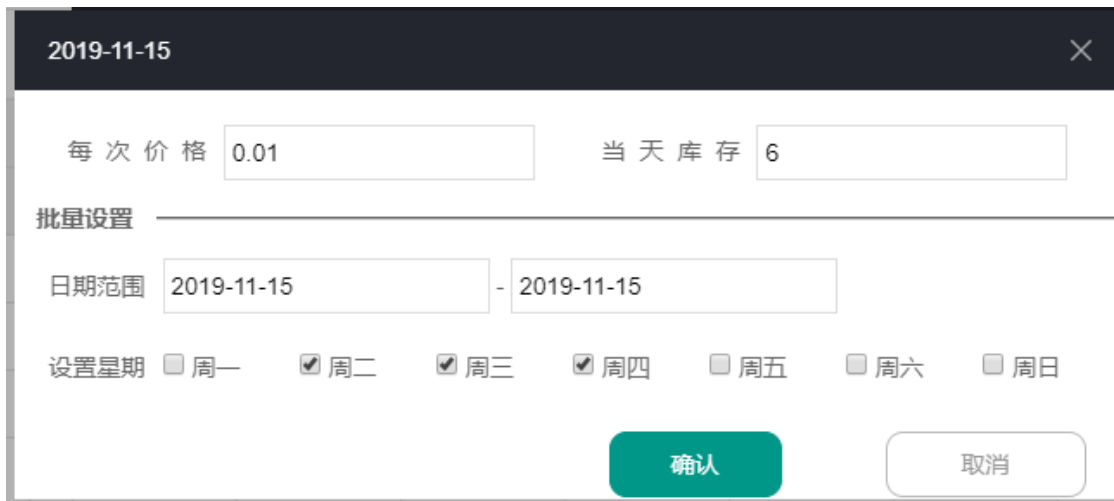 2019-11-15
每次价格 0.01 当天库存 6
批量设置
日期范围 2019-11-15 - 2019-11-15
设置星期 周一 周二 周三 周四 周五 周六 周日
确认 取消